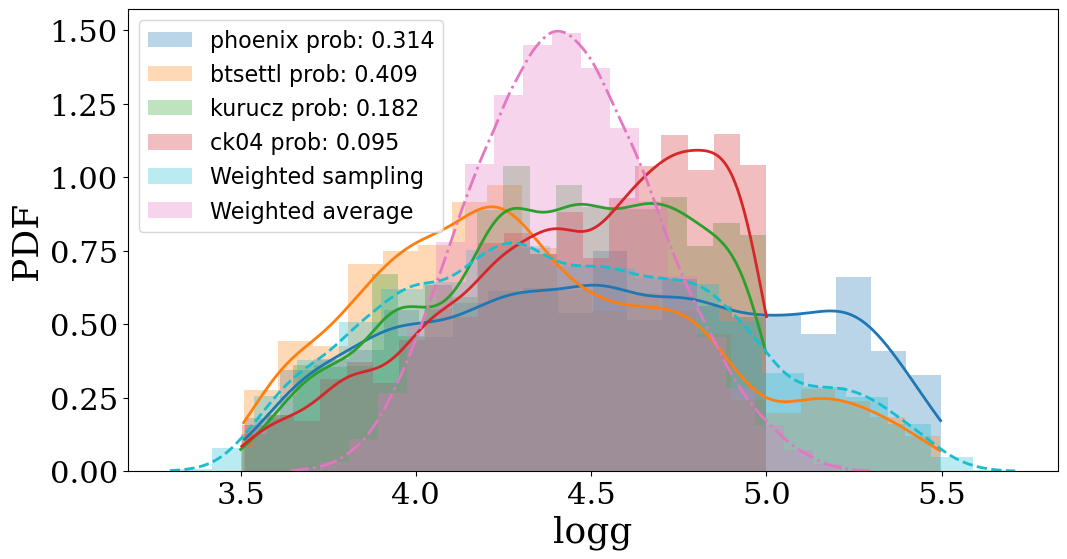 1.50
1.25
1.00
0.75
0.50
0.25
0.00
PDF
phoenix prob: 0.314
btsettl prob: 0.409
kurucz prob: 0.182
ck04 prob: 0.095
Weighted sampling
Weighted average
3.5 4.0 4.5 5.0 5.5
logg